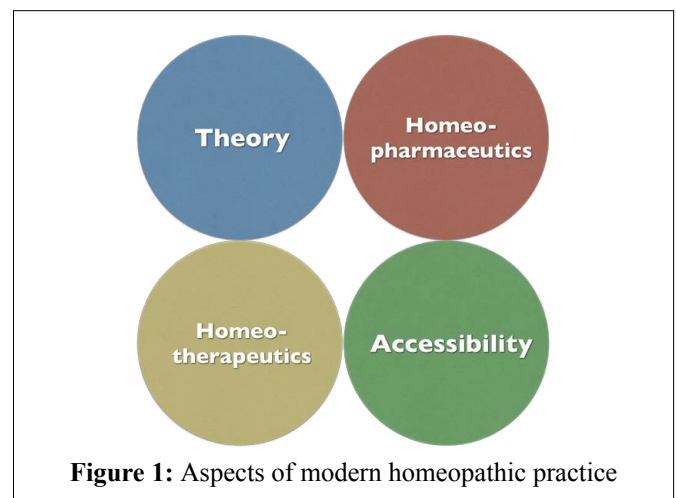 Theory
Homeo-
pharmaceutics
Homeo-
therapeutics
Accessibility
Figure 1: Aspects of modern homeopathic practice